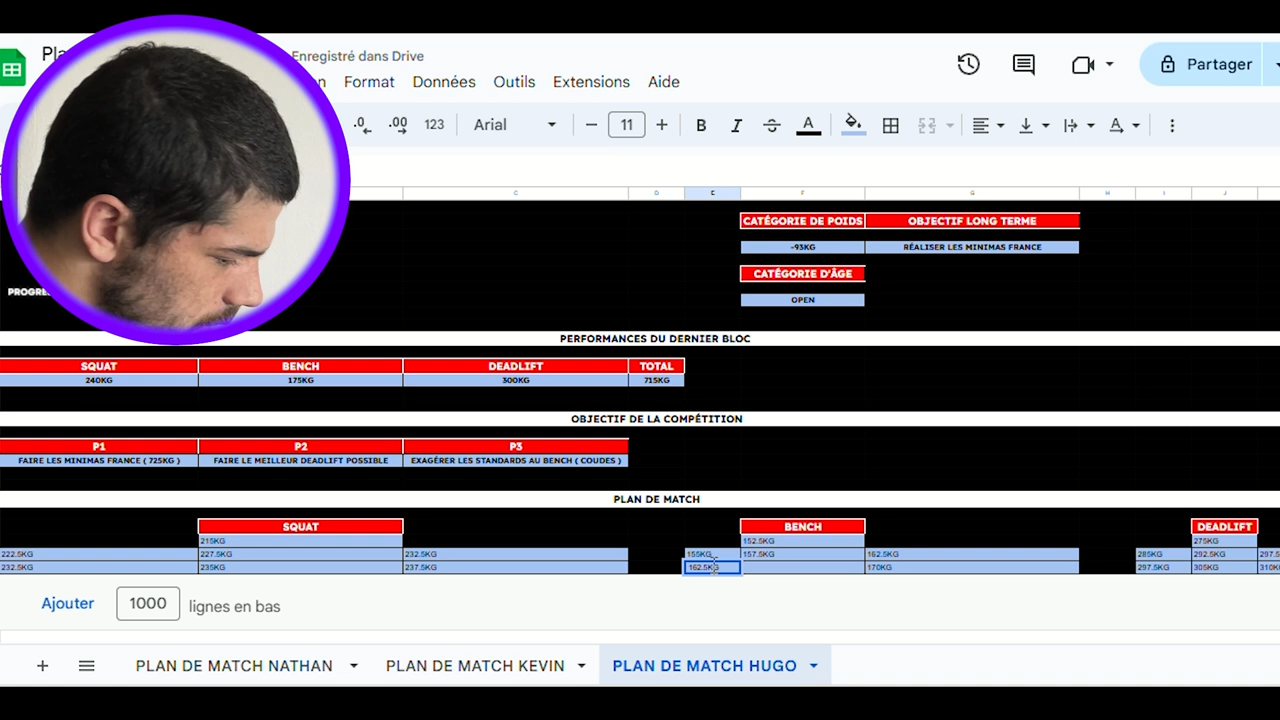 Enregistré dans Drive
Format Données Outils Extensions Aide
Partager
.0 .00 123 Arial 11 B I A
C D E F G H I J
CATÉGORIE DE POIDS OBJECTIF LONG TERME
-93KG RÉALISER LES MINIMAS FRANCE
CATÉGORIE D'ÂGE
OPEN
PERFORMANCES DU DERNIER BLOC
SQUAT BENCH DEADLIFT TOTAL
240KG 175KG 300KG 715KG
OBJECTIF DE LA COMPÉTITION
P1 P2 P3
FAIRE LES MINIMAS FRANCE ( 725KG ) FAIRE LE MEILLEUR DEADLIFT POSSIBLE EXAGÉRER LES STANDARDS AU BENCH ( COUDES )
PLAN DE MATCH
SQUAT BENCH DEADLIFT
215KG 152.5KG 275KG
222.5KG 227.5KG 232.5KG 155KG 157.5KG 162.5KG 285KG 292.5KG 297.5
232.5KG 235KG 237.5KG 162.5KG 170KG 297.5KG 305KG 310K
Ajouter 1000 lignes en bas
+ PLAN DE MATCH NATHAN PLAN DE MATCH KEVIN PLAN DE MATCH HUGO